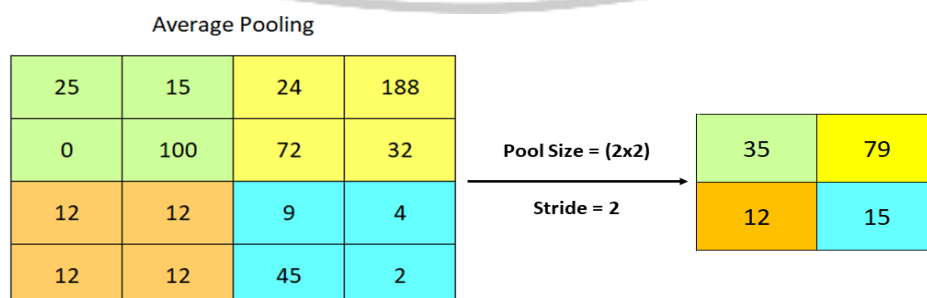 Average Pooling
25 15 24 188
0 100 72 32
12 12 9 4
12 12 45 2
Pool Size = (2x2)
Stride = 2
35 79
12 15